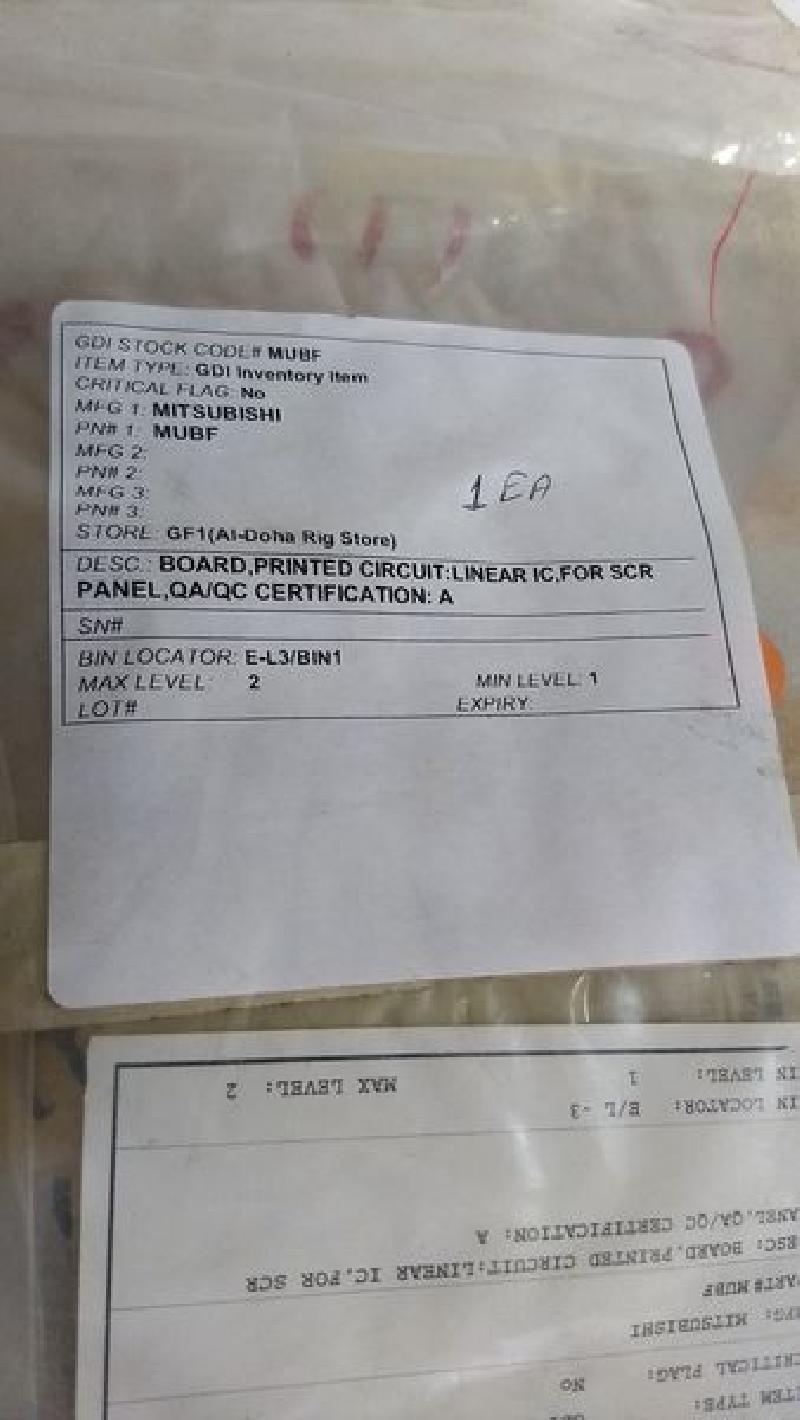 GDI STOCK CODE# MUBF
ITEM TYPE: GDI Inventory Item
CRITICAL FLAG: No
MFG 1: MITSUBISHI
PN# 1: MUBF
MFG 2:
PN# 2:
MFG 3:
PN# 3:
1 EA
STORE: GF1(Al-Doha Rig Store)
DESC.: BOARD,PRINTED CIRCUIT:LINEAR IC,FOR SCR
PANEL,QA/QC CERTIFICATION: A
SN#
BIN LOCATOR: E-L3/BIN1
MAX LEVEL: 2 MIN LEVEL: 1
LOT# EXPIRY:
ITEM TYPE:
CRITICAL FLAG: NO
MFG: MITSUBISHI
PART# MUBF
DESC: BOARD,PRINTED CIRCUIT:LINEAR IC,FOR SCR
PANEL,QA/QC CERTIFICATION: A
IN LOCATOR: E/L -3
IN LEVEL: 1 MAX LEVEL: 2